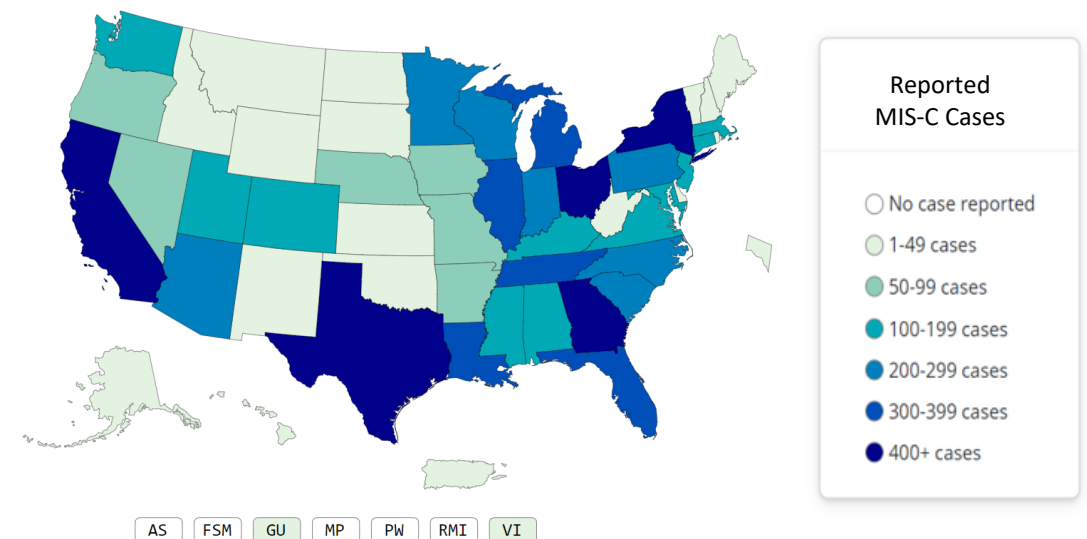 Reported
MIS-C Cases
No case reported
1-49 cases
50-99 cases
100-199 cases
200-299 cases
300-399 cases
400+ cases
AS FSM GU MP PW RMI VI